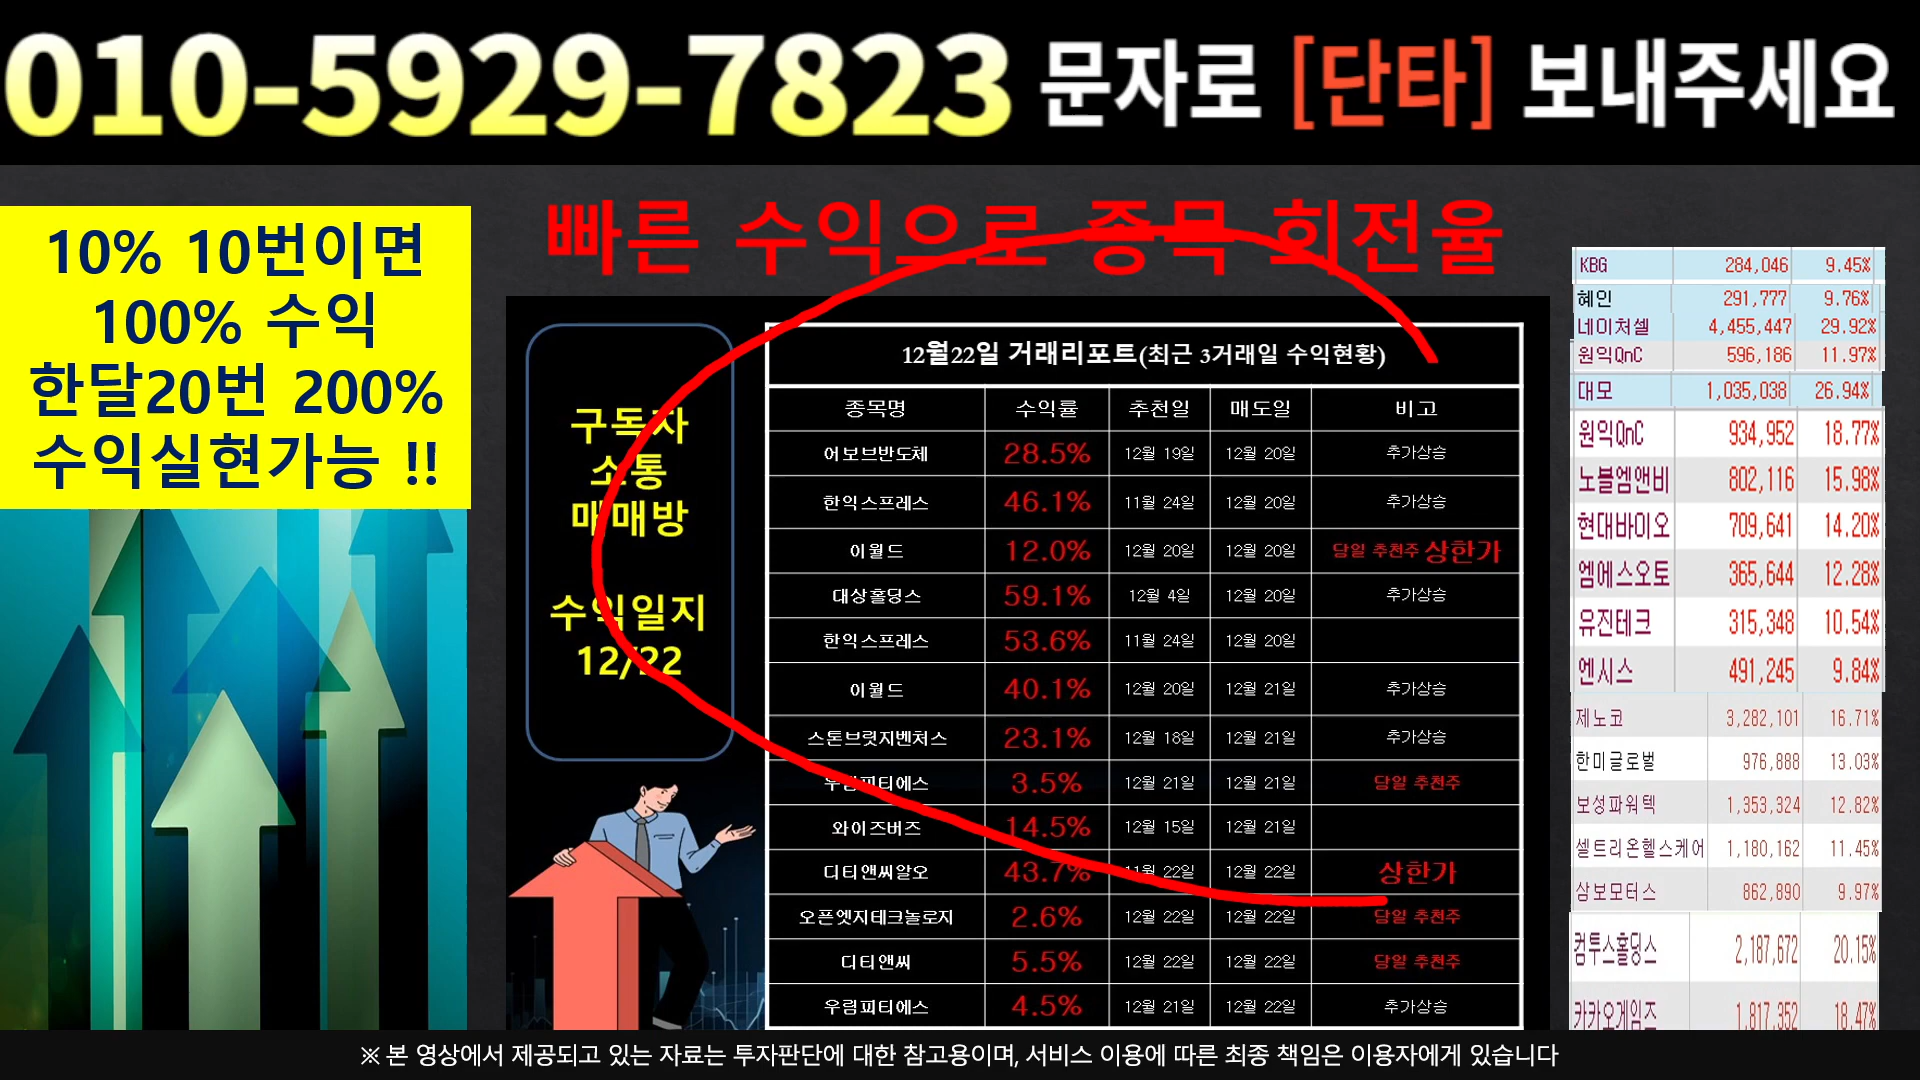 010-5929-7823 문자로 [단타] 보내주세요
빠른 수익으로 종목 회전율
10% 10번이면
100% 수익
한달20번 200%
수익실현가능 !!
구독자
소통
매매방
수익일지
12/22
12월22일 거래리포트(최근 3거래일 수익현황)
종목명 수익률 추천일 매도일 비고
어보브반도체 28.5% 12월 19일 12월 20일 추가상승
한익스프레스 46.1% 11월 24일 12월 20일 추가상승
이월드 12.0% 12월 20일 12월 20일 당일 추천주 상한가
대상홀딩스 59.1% 12월 4일 12월 20일 추가상승
한익스프레스 53.6% 11월 24일 12월 20일
이월드 40.1% 12월 20일 12월 21일 추가상승
스톤브릿지벤처스 23.1% 12월 18일 12월 21일 추가상승
우림피티에스 3.5% 12월 21일 12월 21일 당일 추천주
와이즈버즈 14.5% 12월 15일 12월 21일
디티앤씨알오 43.7% 11월 22일 12월 22일 상한가
오픈엣지테크놀로지 2.6% 12월 22일 12월 22일 당일 추천주
디티앤씨 5.5% 12월 22일 12월 22일 당일 추천주
우림피티에스 4.5% 12월 21일 12월 22일 추가상승
KBG 284,046 9.45%
혜인 291,777 9.76%
네이처셀 4,455,447 29.92%
원익QnC 596,186 11.97%
대모 1,035,038 26.94%
원익QnC 934,952 18.77%
노블엠앤비 802,116 15.98%
현대바이오 709,641 14.20%
엠에스오토 365,644 12.28%
유진테크 315,348 10.54%
엔시스 491,245 9.84%
제노코 3,282,101 16.71%
한미글로벌 976,888 13.03%
보성파워텍 1,353,324 12.82%
셀트리온헬스케어 1,180,162 11.45%
삼보모터스 862,890 9.97%
컴투스홀딩스 2,187,672 20.15%
카카오게임즈 1,817,352 18.47%
※ 본 영상에서 제공되고 있는 자료는 투자판단에 대한 참고용이며, 서비스 이용에 따른 최종 책임은 이용자에게 있습니다